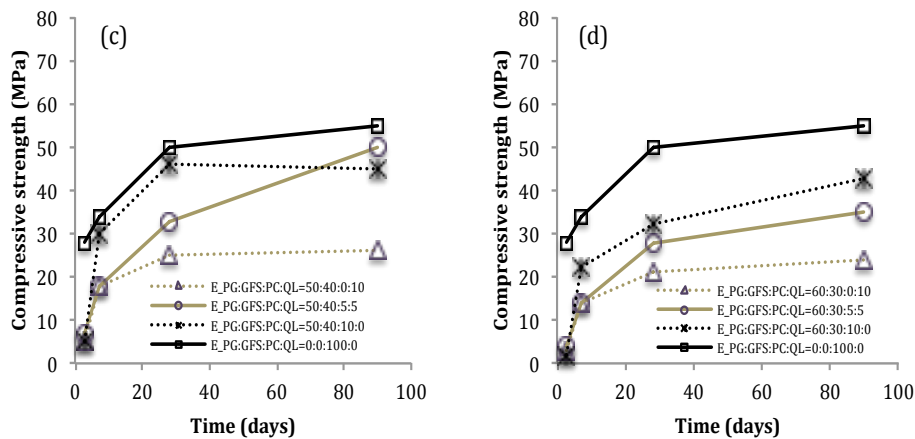 (c)
Compressive strength (MPa)
80
70
60
50
40
30
20
10
0
E_PG:GFS:PC:QL=50:40:0:10
E_PG:GFS:PC:QL=50:40:5:5
E_PG:GFS:PC:QL=50:40:10:0
E_PG:GFS:PC:QL=0:0:100:0
0 20 40 60 80 100
Time (days)
(d)
Compressive strength (MPa)
80
70
60
50
40
30
20
10
0
E_PG:GFS:PC:QL=60:30:0:10
E_PG:GFS:PC:QL=60:30:5:5
E_PG:GFS:PC:QL=60:30:10:0
E_PG:GFS:PC:QL=0:0:100:0
0 20 40 60 80 100
Time (days)